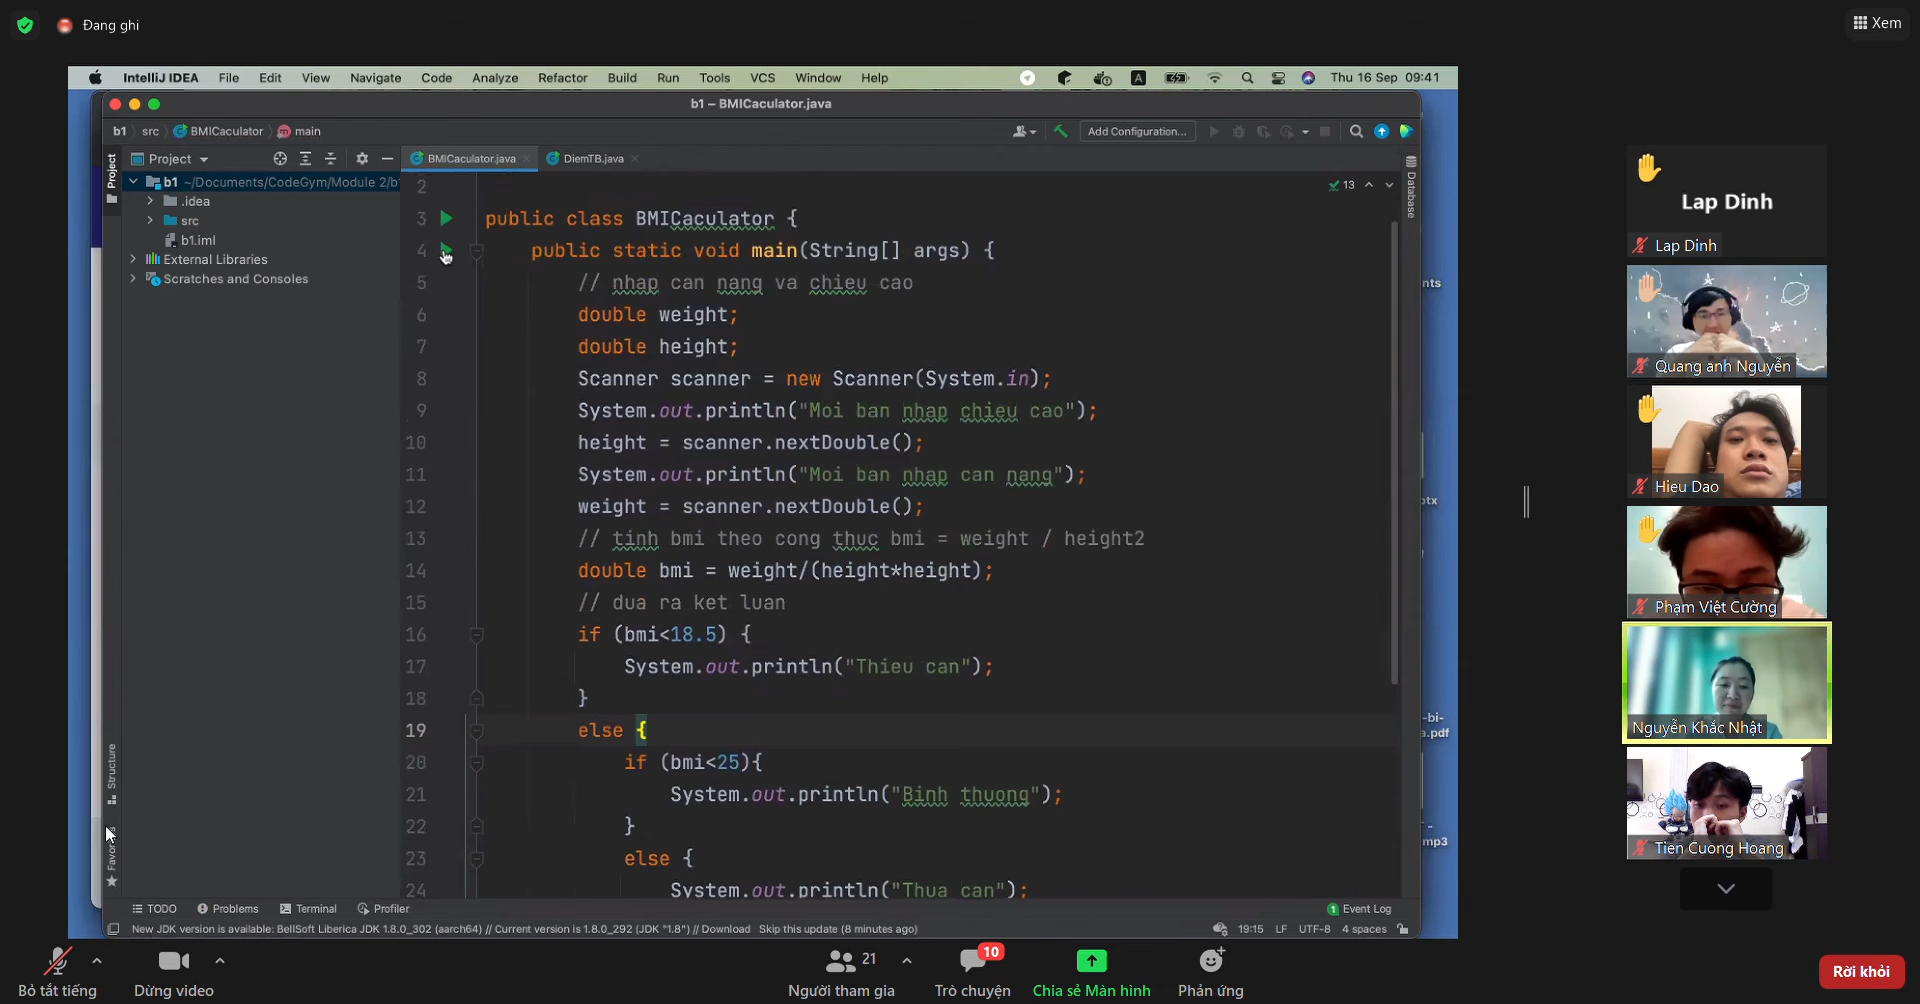 Đang ghi
Xem
IntelliJ IDEA File Edit View Navigate Code Analyze Refactor Build Run Tools VCS Window Help
A
Thu 16 Sep 09:41
b1 – BMICaculator.java
b1 src BMICaculator main
Add Configuration...
Project
Project
BMICaculator.java
DiemTB.java
13
Database
b1 ~/Documents/CodeGym/Module 2/b1
.idea
src
b1.iml
External Libraries
Scratches and Consoles
2
3 public class BMICaculator {
4 public static void main(String[] args) {
5 // nhap can nang va chieu cao
6 double weight;
7 double height;
8 Scanner scanner = new Scanner(System.in);
9 System.out.println("Moi ban nhap chieu cao");
10 height = scanner.nextDouble();
11 System.out.println("Moi ban nhap can nang");
12 weight = scanner.nextDouble();
13 // tinh bmi theo cong thuc bmi = weight / height2
14 double bmi = weight/(height*height);
15 // dua ra ket luan
16 if (bmi<18.5) {
17 System.out.println("Thieu can");
18 }
19 else {
20 if (bmi<25){
21 System.out.println("Binh thuong");
22 }
23 else {
24 System.out.println("Thua can");
Structure
Favorites
TODO Problems Terminal Profiler
1 Event Log
New JDK version is available: BellSoft Liberica JDK 1.8.0_302 (aarch64) // Current version is 1.8.0_292 (JDK "1.8") // Download Skip this update (8 minutes ago)
19:15 LF UTF-8 4 spaces
nts
ptx
-bi-
a.pdf
-
mp3
Lap Dinh
Lap Dinh
Quang anh Nguyễn
Hieu Dao
Phạm Việt Cường
Nguyễn Khắc Nhật
Tien Cuong Hoang
Bỏ tắt tiếng
Dừng video
21
Người tham gia
10
Trò chuyện
Chia sẻ Màn hình
Phản ứng
Rời khỏi